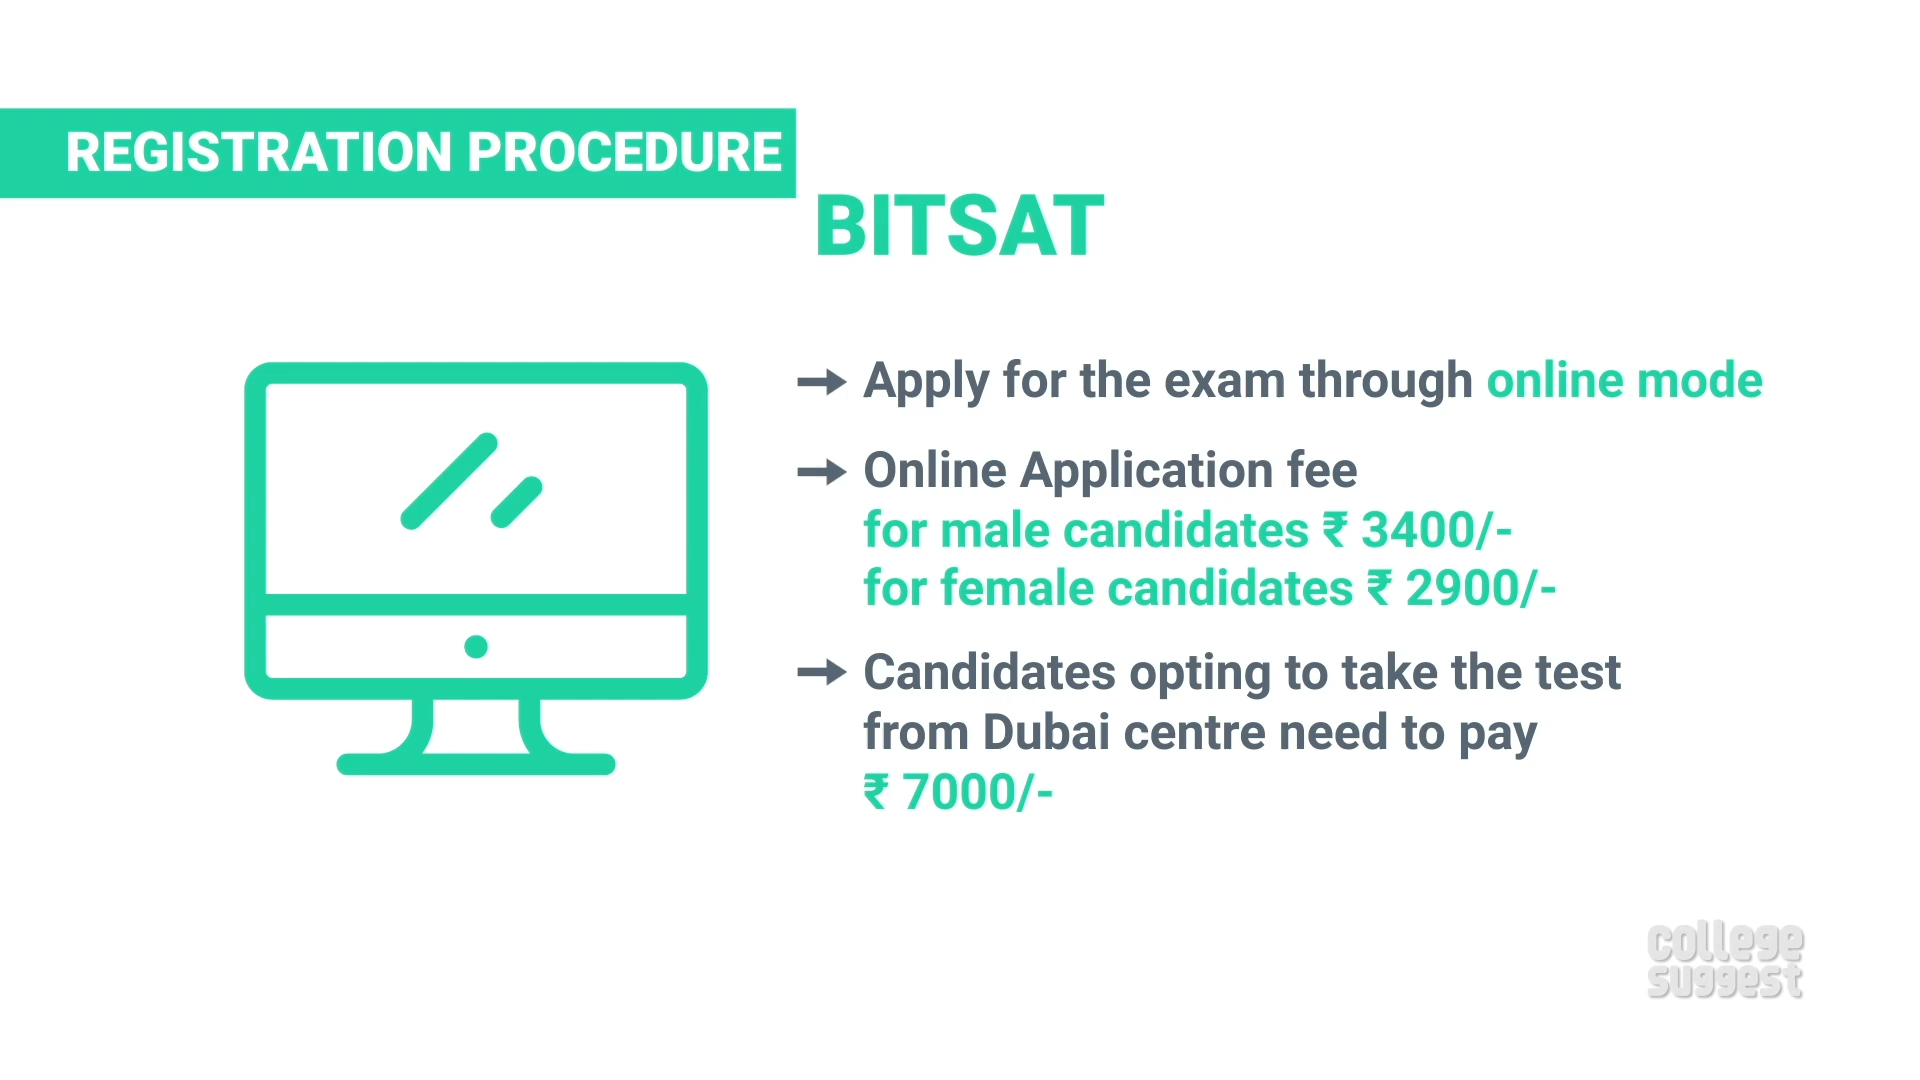 REGISTRATION PROCEDURE
BITSAT
Apply for the exam through online mode
Online Application fee
for male candidates ₹ 3400/-
for female candidates ₹ 2900/-
Candidates opting to take the test
from Dubai centre need to pay
₹ 7000/-
college
suggest